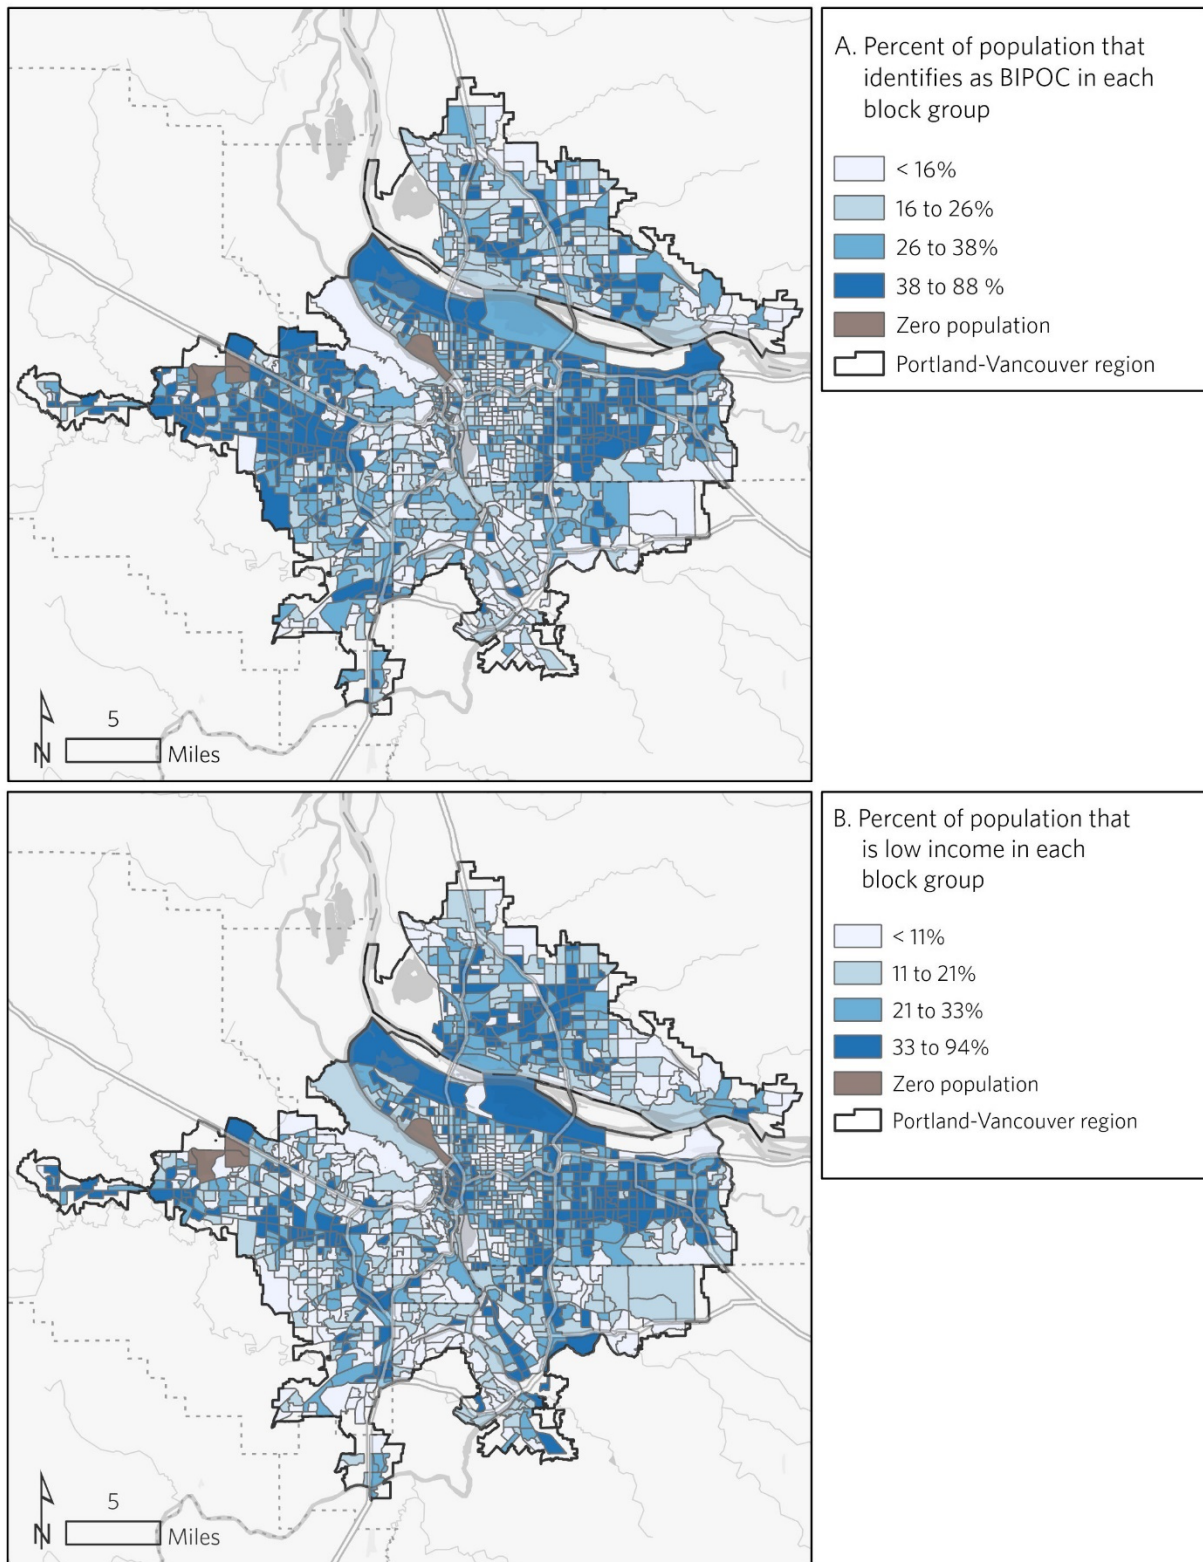 A. Percent of population that
identifies as BIPOC in each
block group
< 16%
16 to 26%
26 to 38%
38 to 88 %
Zero population
Portland-Vancouver region
5
N
Miles
B. Percent of population that
is low income in each
block group
< 11%
11 to 21%
21 to 33%
33 to 94%
Zero population
Portland-Vancouver region
5
N
Miles